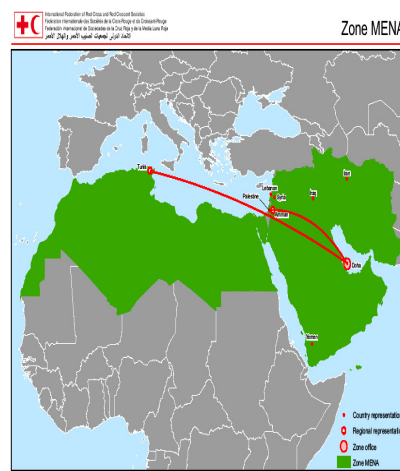 International Federation of Red Cross and Red Crescent Societies
Fédération internationale des Sociétés de la Croix-Rouge et du Croissant-Rouge
Federación Internacional de Sociedades de la Cruz Roja y de la Media Luna Roja
الاتحاد الدولي لجمعيات الصليب الأحمر والهلال الأحمر
Zone MENA
Tunis
Iran
Lebanon
Syria
Iraq
Palestine
Amman
Doha
Yemen
Country representation
Regional representation
Zone office
Zone MENA